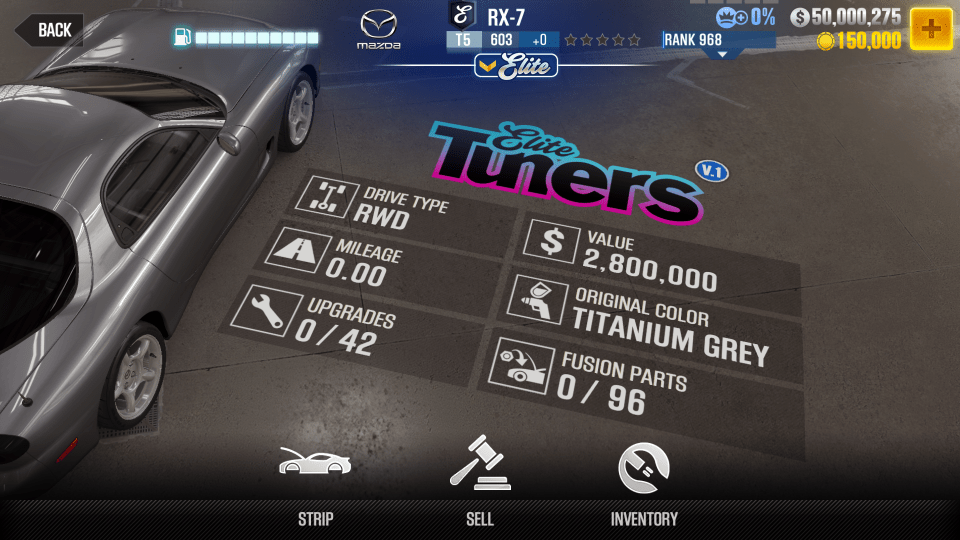 BACK
mazda
RX-7
T5 603 +0
Elite
0%
RANK 968
50,000,275
150,000
Elite
Tuners
V.1
DRIVE TYPE
RWD
MILEAGE
0.00
UPGRADES
0 / 42
VALUE
2,800,000
ORIGINAL COLOR
TITANIUM GREY
FUSION PARTS
0 / 96
STRIP
SELL
INVENTORY